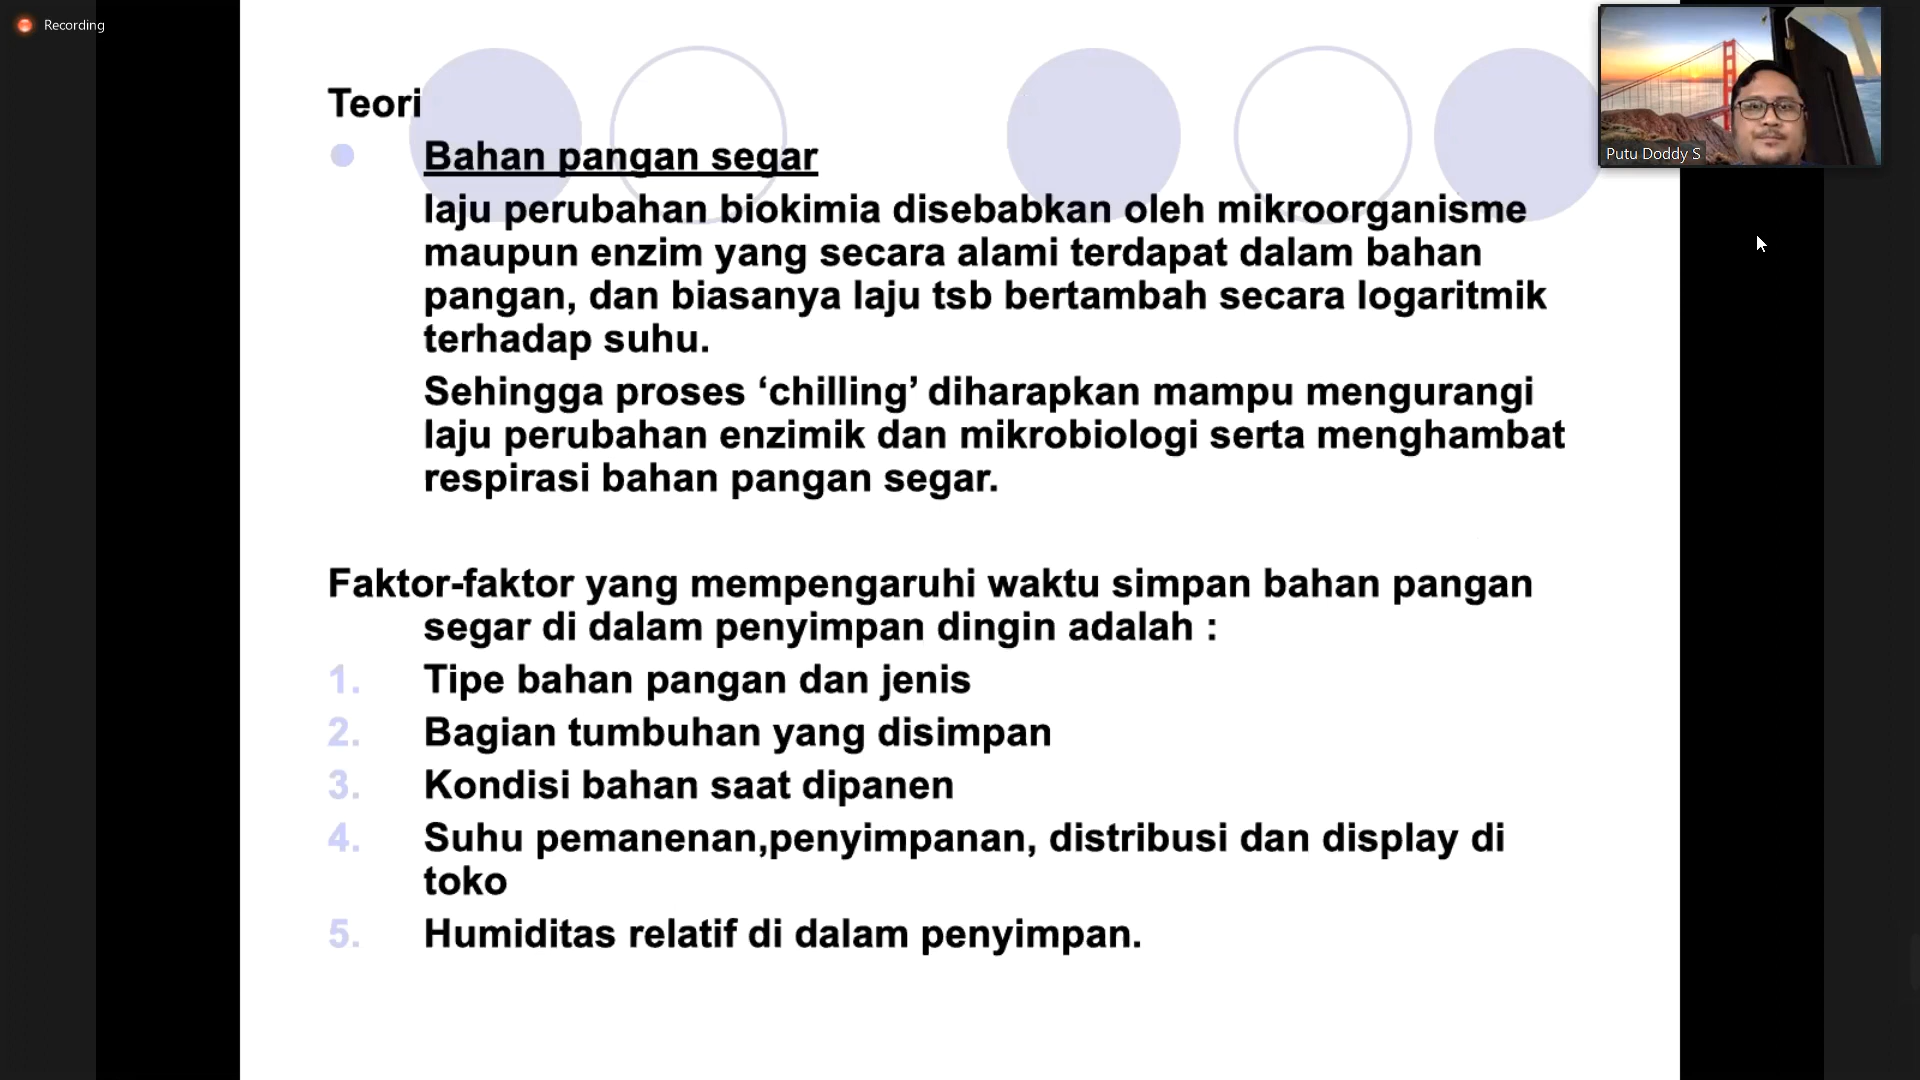 Recording
Teori
Bahan pangan segar
laju perubahan biokimia disebabkan oleh mikroorganisme
maupun enzim yang secara alami terdapat dalam bahan
pangan, dan biasanya laju tsb bertambah secara logaritmik
terhadap suhu.
Sehingga proses ‘chilling’ diharapkan mampu mengurangi
laju perubahan enzimik dan mikrobiologi serta menghambat
respirasi bahan pangan segar.
Faktor-faktor yang mempengaruhi waktu simpan bahan pangan
segar di dalam penyimpan dingin adalah :
1. Tipe bahan pangan dan jenis
2. Bagian tumbuhan yang disimpan
3. Kondisi bahan saat dipanen
4. Suhu pemanenan,penyimpanan, distribusi dan display di
toko
5. Humiditas relatif di dalam penyimpan.
Putu Doddy S